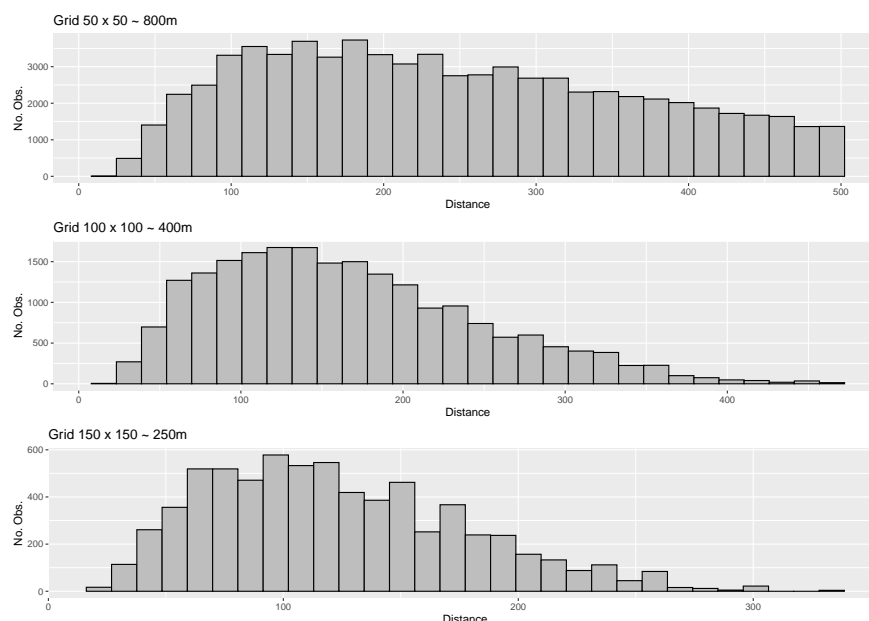 Grid 50 x 50 ~ 800m
3000
2000
1000
0
No. Obs.
0 100 200 300 400 500
Distance
Grid 100 x 100 ~ 400m
1500
1000
500
0
No. Obs.
0 100 200 300 400
Distance
Grid 150 x 150 ~ 250m
600
400
200
0
No. Obs.
0 100 200 300
Distance